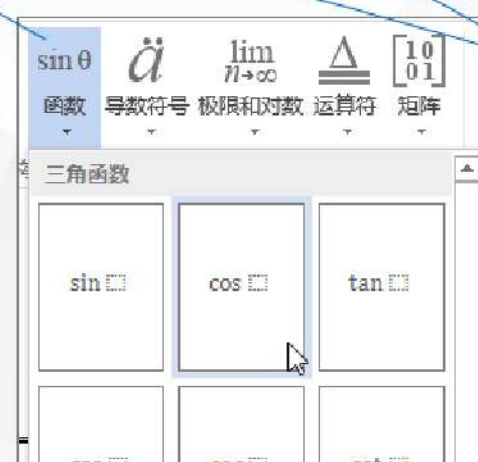 sin θ ä lim n→∞ Δ [1 0 0 1]
函数 导数符号 极限和对数 运算符 矩阵
三角函数
sin cos tan